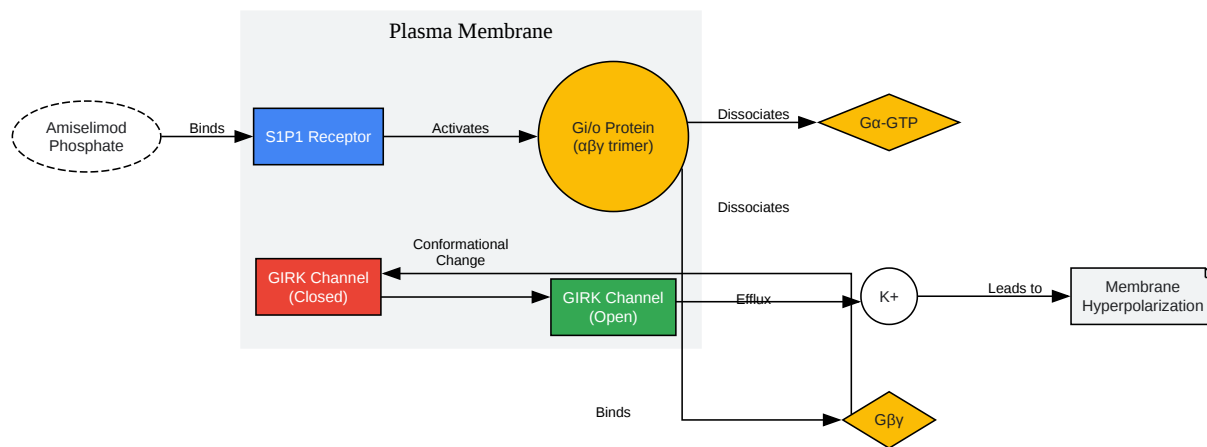 Plasma Membrane
Amiselimod
Phosphate
Binds
S1P1 Receptor
Activates
Gi/o Protein
(αβγ trimer)
Dissociates
Gα-GTP
Dissociates
Conformational
Change
GIRK Channel
(Closed)
GIRK Channel
(Open)
Efflux
K+
Leads to
Membrane
Hyperpolarization
Binds
Gβγ